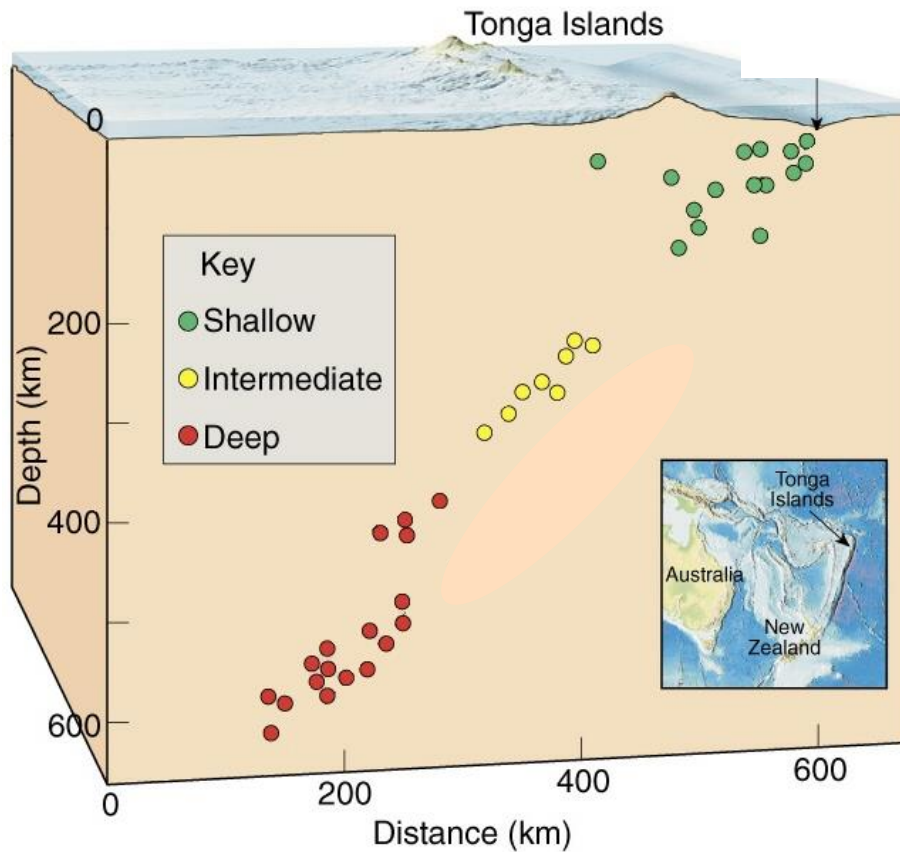 Tonga Islands
0
Key
Shallow
200
Intermediate
Deep
Depth (km)
400
Tonga
Islands
Australia
New
Zealand
600
0
200
400
600
Distance (km)